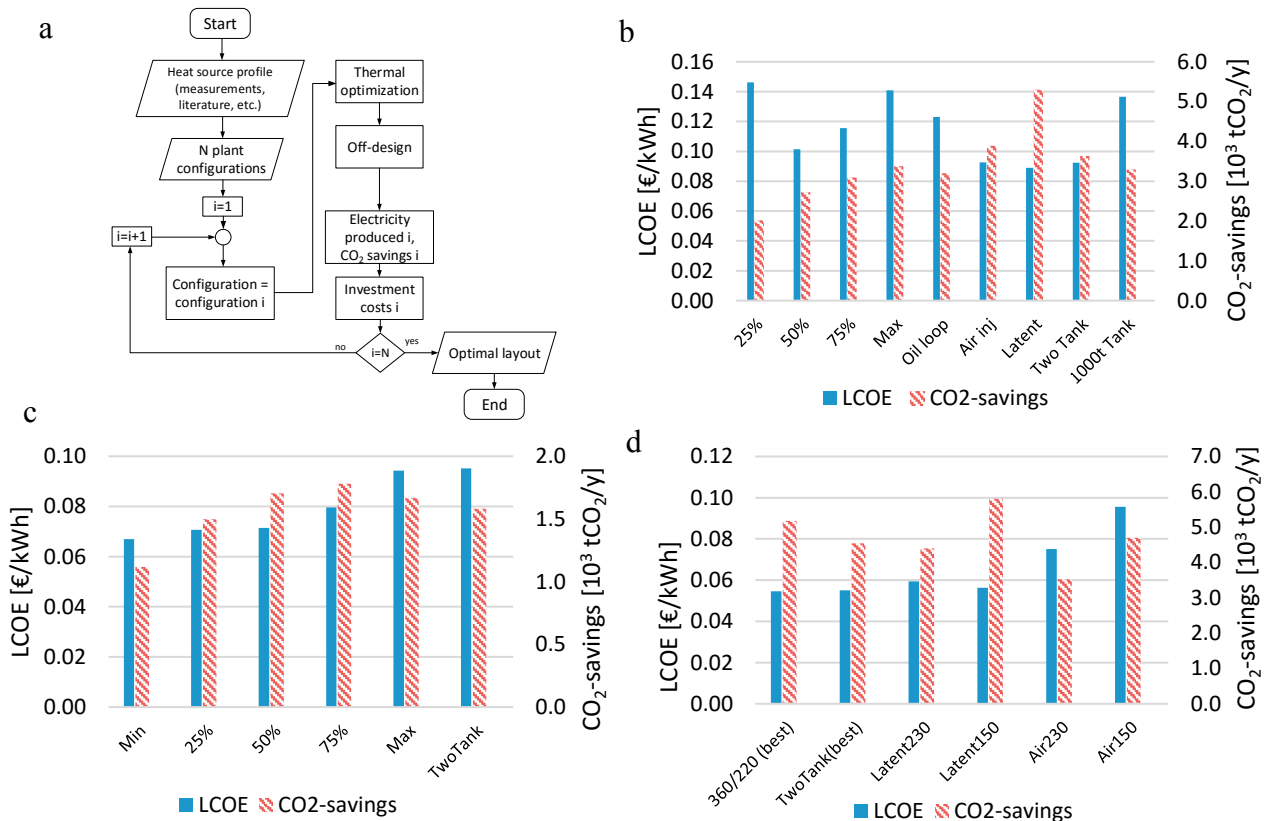 a
Start
Heat source profile
(measurements,
literature, etc.)
N plant
configurations
i=1
i=i+1
Configuration =
configuration i
Thermal
optimization
Off-design
Electricity
produced i,
CO₂ savings i
Investment
costs i
no
i=N
yes
Optimal layout
End
b
LCOE [€/kWh]
0.16
0.14
0.12
0.10
0.08
0.06
0.04
0.02
0.00
6.0
5.0
4.0
3.0
2.0
1.0
0.0
CO₂-savings [10³ tCO₂/y]
25%
50%
75%
Max
Oil loop
Air inj
Latent
Two Tank
1000t Tank
LCOE
CO2-savings
c
LCOE [€/kWh]
0.10
0.08
0.06
0.04
0.02
0.00
2.0
1.5
1.0
0.5
0.0
CO₂-savings [10³ tCO₂/y]
Min
25%
50%
75%
Max
TwoTank
LCOE
CO2-savings
d
LCOE [€/kWh]
0.12
0.10
0.08
0.06
0.04
0.02
0.00
7.0
6.0
5.0
4.0
3.0
2.0
1.0
0.0
CO₂-savings [10³ tCO₂/y]
360/220 (best)
TwoTank(best)
Latent230
Latent150
Air230
Air150
LCOE
CO2-savings